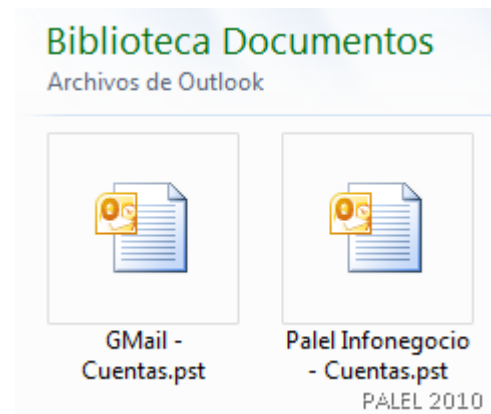 Biblioteca Documentos
Archivos de Outlook
GMail -
Cuentas.pst
Palel Infonegocio
- Cuentas.pst
PALEL 2010